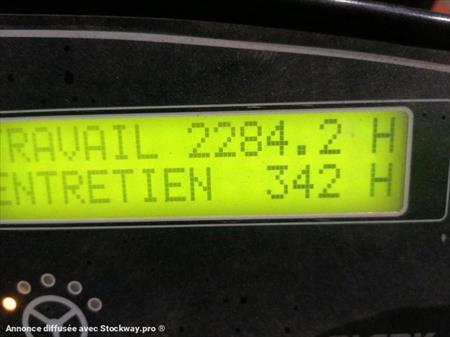 RAVAIL 2284.2 H
ENTRETIEN 342 H
Annonce diffusée avec Stockway.pro ®